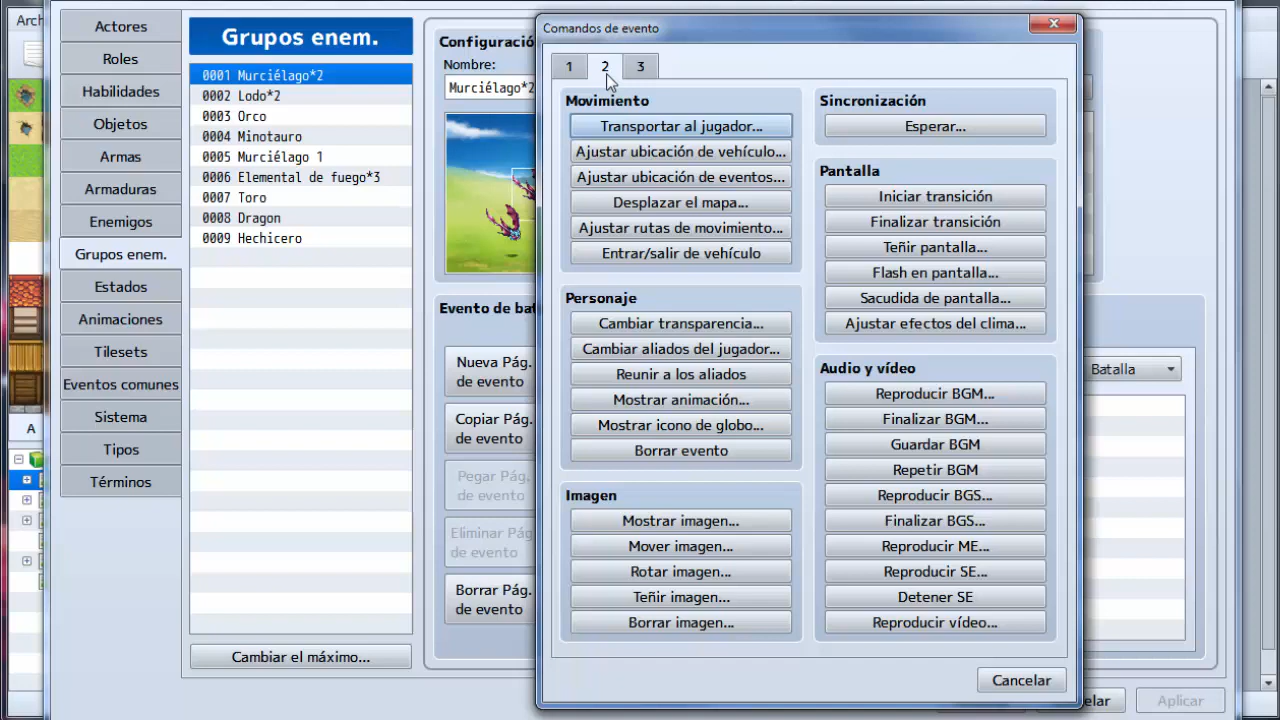 Arch
Actores
Roles
Habilidades
Objetos
Armas
Armaduras
Enemigos
Grupos enem.
Estados
Animaciones
Tilesets
Eventos comunes
Sistema
Tipos
Términos
A
Grupos enem.
0001 Murciélago*2
0002 Lodo*2
0003 Orco
0004 Minotauro
0005 Murciélago 1
0006 Elemental de fuego*3
0007 Toro
0008 Dragon
0009 Hechicero
Cambiar el máximo...
Configuració
Nombre:
Murciélago*2
Evento de bat
Nueva Pág.
de evento
Copiar Pág.
de evento
Pegar Pág.
de evento
Eliminar Pág
de evento
Borrar Pág.
de evento
Comandos de evento
1
2
3
Movimiento
Transportar al jugador...
Ajustar ubicación de vehículo...
Ajustar ubicación de eventos...
Desplazar el mapa...
Ajustar rutas de movimiento...
Entrar/salir de vehículo
Personaje
Cambiar transparencia...
Cambiar aliados del jugador...
Reunir a los aliados
Mostrar animación...
Mostrar icono de globo...
Borrar evento
Imagen
Mostrar imagen...
Mover imagen...
Rotar imagen...
Teñir imagen...
Borrar imagen...
Sincronización
Esperar...
Pantalla
Iniciar transición
Finalizar transición
Teñir pantalla...
Flash en pantalla...
Sacudida de pantalla...
Ajustar efectos del clima...
Audio y vídeo
Reproducir BGM...
Finalizar BGM...
Guardar BGM
Repetir BGM
Reproducir BGS...
Finalizar BGS...
Reproducir ME...
Reproducir SE...
Detener SE
Reproducir vídeo...
Cancelar
Batalla
elar
Aplicar